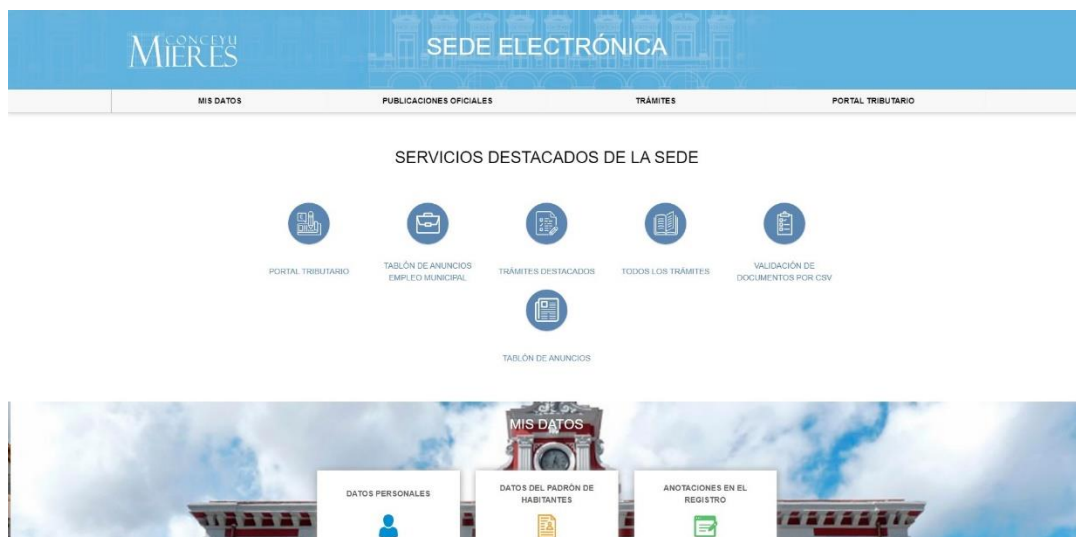 CONCEYU
MIERES
SEDE ELECTRÓNICA
MIS DATOS
PUBLICACIONES OFICIALES
TRÁMITES
PORTAL TRIBUTARIO
SERVICIOS DESTACADOS DE LA SEDE
PORTAL TRIBUTARIO
TABLÓN DE ANUNCIOS
EMPLEO MUNICIPAL
TRÁMITES DESTACADOS
TODOS LOS TRÁMITES
VALIDACIÓN DE
DOCUMENTOS POR CSV
TABLÓN DE ANUNCIOS
MIS DATOS
DATOS PERSONALES
DATOS DEL PADRÓN DE
HABITANTES
ANOTACIONES EN EL
REGISTRO